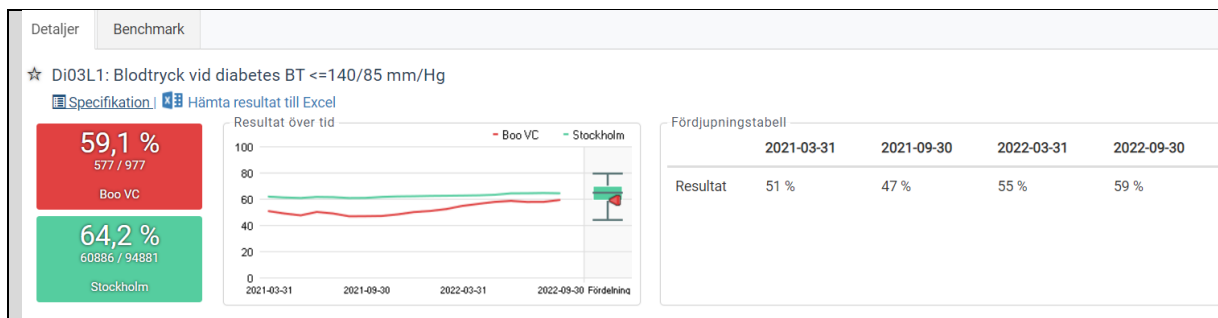 Detaljer Benchmark
☆ Di03L1: Blodtryck vid diabetes BT <=140/85 mm/Hg
Specifikation | Hämta resultat till Excel
59,1 %
577 / 977
Boo VC
64,2 %
60886 / 94881
Stockholm
Resultat över tid
Boo VC Stockholm
100
80
60
40
20
0
2021-03-31 2021-09-30 2022-03-31 2022-09-30 Fördelning
Fördjupningstabell
2021-03-31 2021-09-30 2022-03-31 2022-09-30
Resultat 51 % 47 % 55 % 59 %